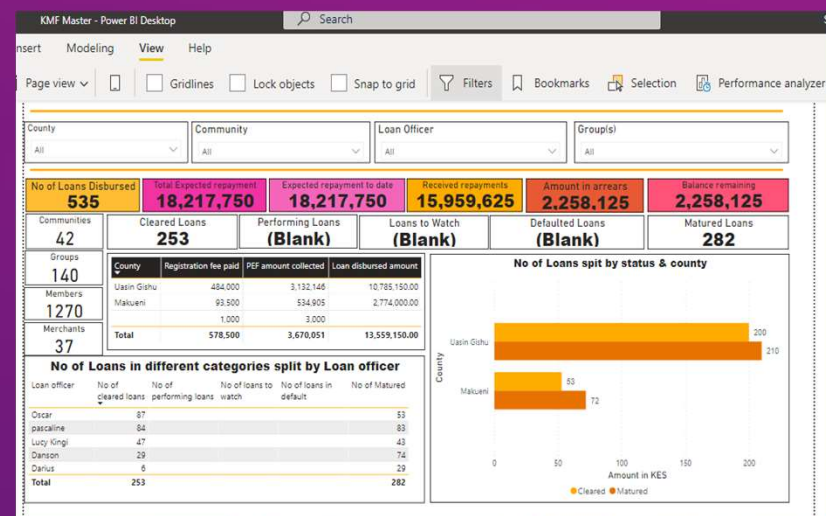 KMF Master - Power BI Desktop Search S
nsert Modeling View Help
Page view Gridlines Lock objects Snap to grid Filters Bookmarks Selection Performance analyzer
County Community Loan Officer Group(s)
All All All All
No of Loans Disbursed Total Expected repayment Expected repayment to date Received repayments Amount in arrears Balance remaining
535 18,217,750 18,217,750 15,959,625 2,258,125 2,258,125
Communities Cleared Loans Performing Loans Loans to Watch Defaulted Loans Matured Loans
42 253 (Blank) (Blank) (Blank) 282
Groups
140
Members
1270
Merchants
37
County Registration fee paid PEF amount collected Loan disbursed amount
Uasin Gishu 484,000 3,132,146 10,785,150.00
Makueni 93,500 534,905 2,774,000.00
1,000 3,000
Total 578,500 3,670,051 13,559,150.00
No of Loans in different categories split by Loan officer
Loan officer No of cleared loans No of performing loans No of loans to watch No of loans in default No of Matured
Oscar 87 53
pascaline 84 83
Lucy Kingi 47 43
Danson 29 74
Darius 6 29
Total 253 282
No of Loans spit by status & county
County
Uasin Gishu 200
210
Makueni 53
72
0 50 100 150 200
Amount in KES
Cleared Matured